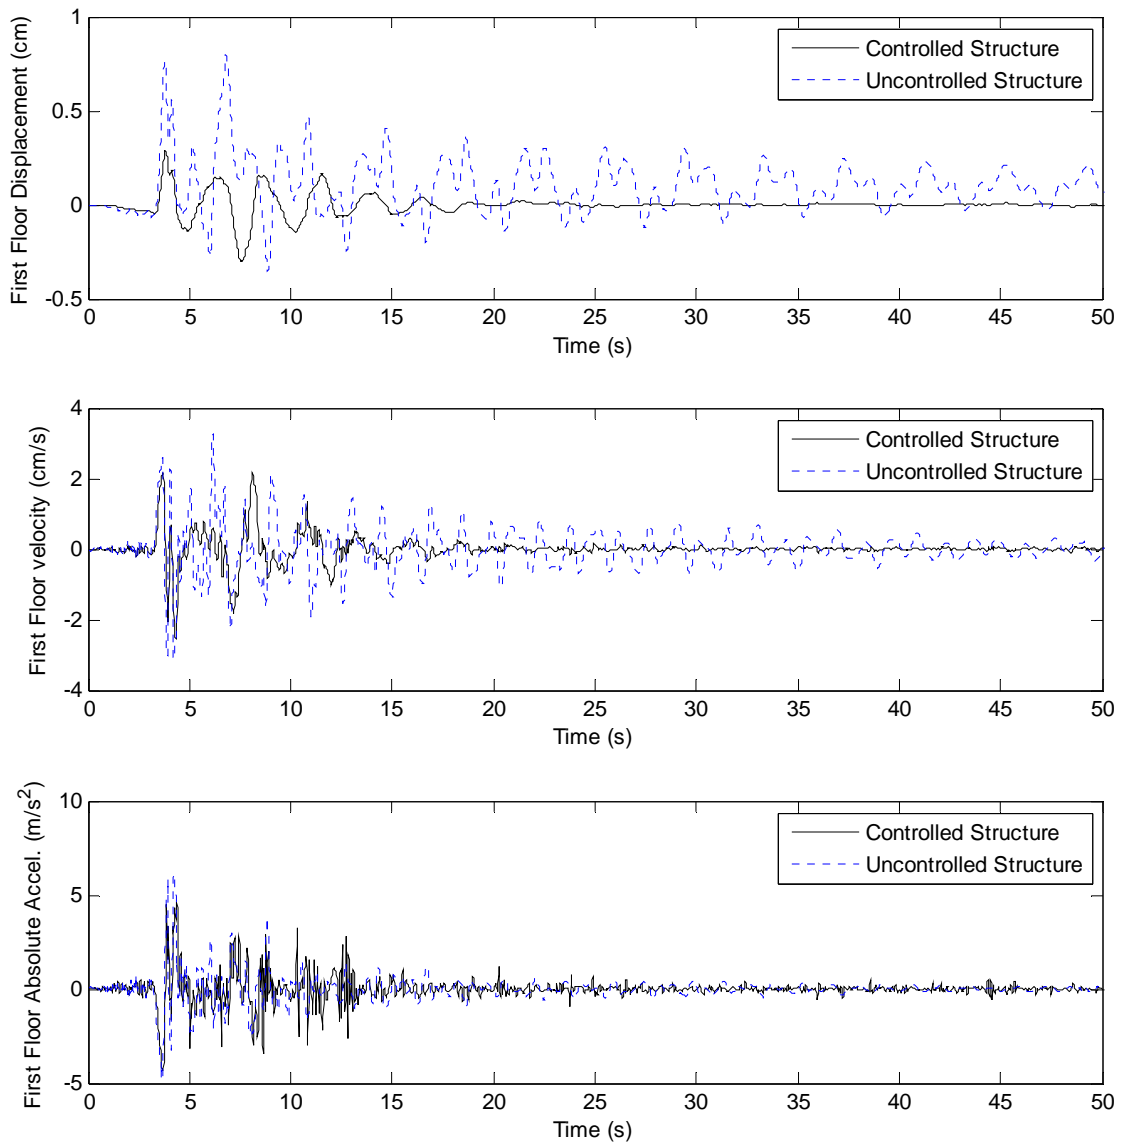 First Floor Displacement (cm)
1
0.5
0
-0.5
Controlled Structure
Uncontrolled Structure
0 5 10 15 20 25 30 35 40 45 50
Time (s)
First Floor velocity (cm/s)
4
2
0
-2
-4
Controlled Structure
Uncontrolled Structure
0 5 10 15 20 25 30 35 40 45 50
Time (s)
First Floor Absolute Accel. (m/s²)
10
5
0
-5
Controlled Structure
Uncontrolled Structure
0 5 10 15 20 25 30 35 40 45 50
Time (s)